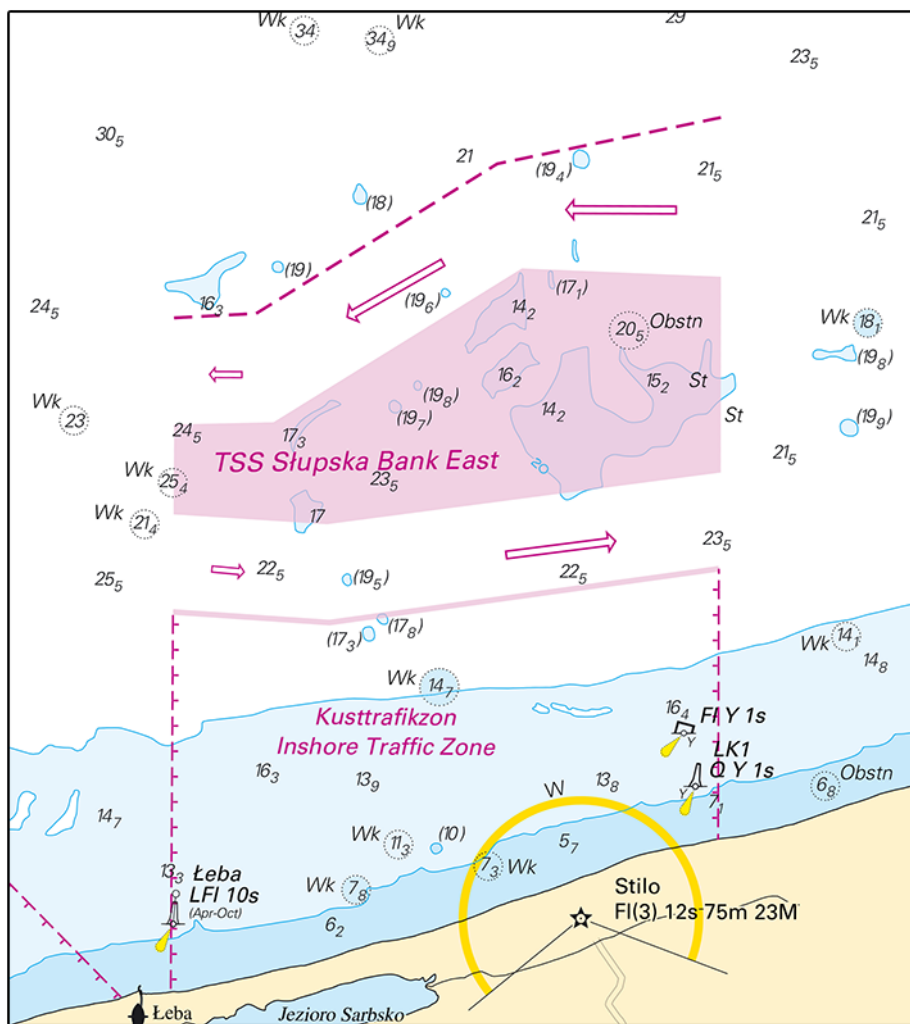 29
Wk 34 34₉ Wk
23₅
30₅
21
(19₄)
21₅
(18)
21₅
(19)
16₃
24₅
(19₆)
14₂
(17₁)
20₅ Obstn
Wk 18₁
(19₈)
16₂
15₂
St
St
(19₈)
(19₇)
14₂
Wk 23
24₅
17₃
(19₉)
TSS Słupska Bank East
20
21₅
Wk 25₄
23₅
Wk 21₄
17
23₅
25₅
22₅
(19₅)
22₅
(17₈)
(17₃)
Wk 14₁
14₈
Wk 14₇
Kusttrafikzon
Inshore Traffic Zone
16₄
Fl Y 1s
Y
LK1
Q Y 1s
Y
7₁
16₃
13₉
W
13₈
6₈ Obstn
14₇
Wk 11₃
(10)
5₇
7₃ Wk
13₃
Łeba
LFl 10s
(Apr-Oct)
Wk 7₈
6₂
Stilo
Fl(3) 12s 75m 23M
Łeba
Jezioro Sarbsko